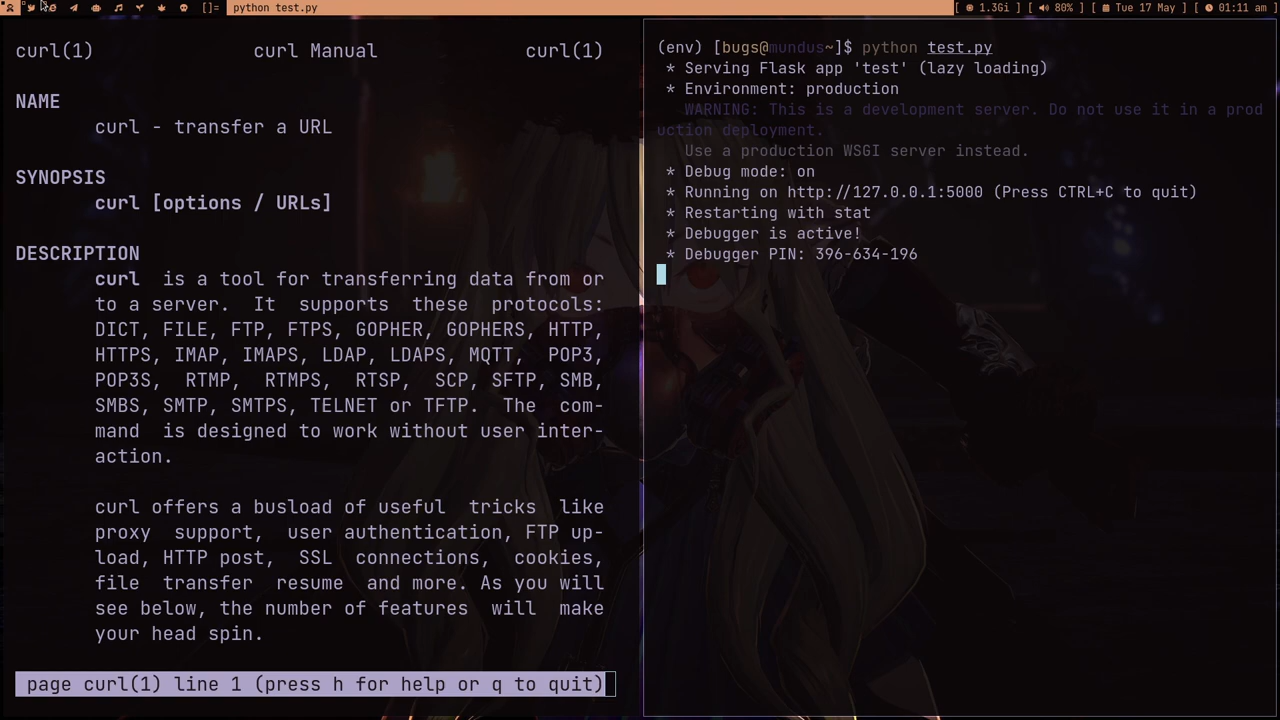 []= python test.py [ 1.3Gi ] [ 80% ] [ Tue 17 May ] [ 01:11 am ]
curl(1) curl Manual curl(1)
NAME
curl - transfer a URL
SYNOPSIS
curl [options / URLs]
DESCRIPTION
curl is a tool for transferring data from or
to a server. It supports these protocols:
DICT, FILE, FTP, FTPS, GOPHER, GOPHERS, HTTP,
HTTPS, IMAP, IMAPS, LDAP, LDAPS, MQTT, POP3,
POP3S, RTMP, RTMPS, RTSP, SCP, SFTP, SMB,
SMBS, SMTP, SMTPS, TELNET or TFTP. The com-
mand is designed to work without user inter-
action.
curl offers a busload of useful tricks like
proxy support, user authentication, FTP up-
load, HTTP post, SSL connections, cookies,
file transfer resume and more. As you will
see below, the number of features will make
your head spin.
page curl(1) line 1 (press h for help or q to quit)
(env) [bugs@mundus~]$ python test.py
* Serving Flask app 'test' (lazy loading)
* Environment: production
WARNING: This is a development server. Do not use it in a prod
uction deployment.
Use a production WSGI server instead.
* Debug mode: on
* Running on http://127.0.0.1:5000 (Press CTRL+C to quit)
* Restarting with stat
* Debugger is active!
* Debugger PIN: 396-634-196